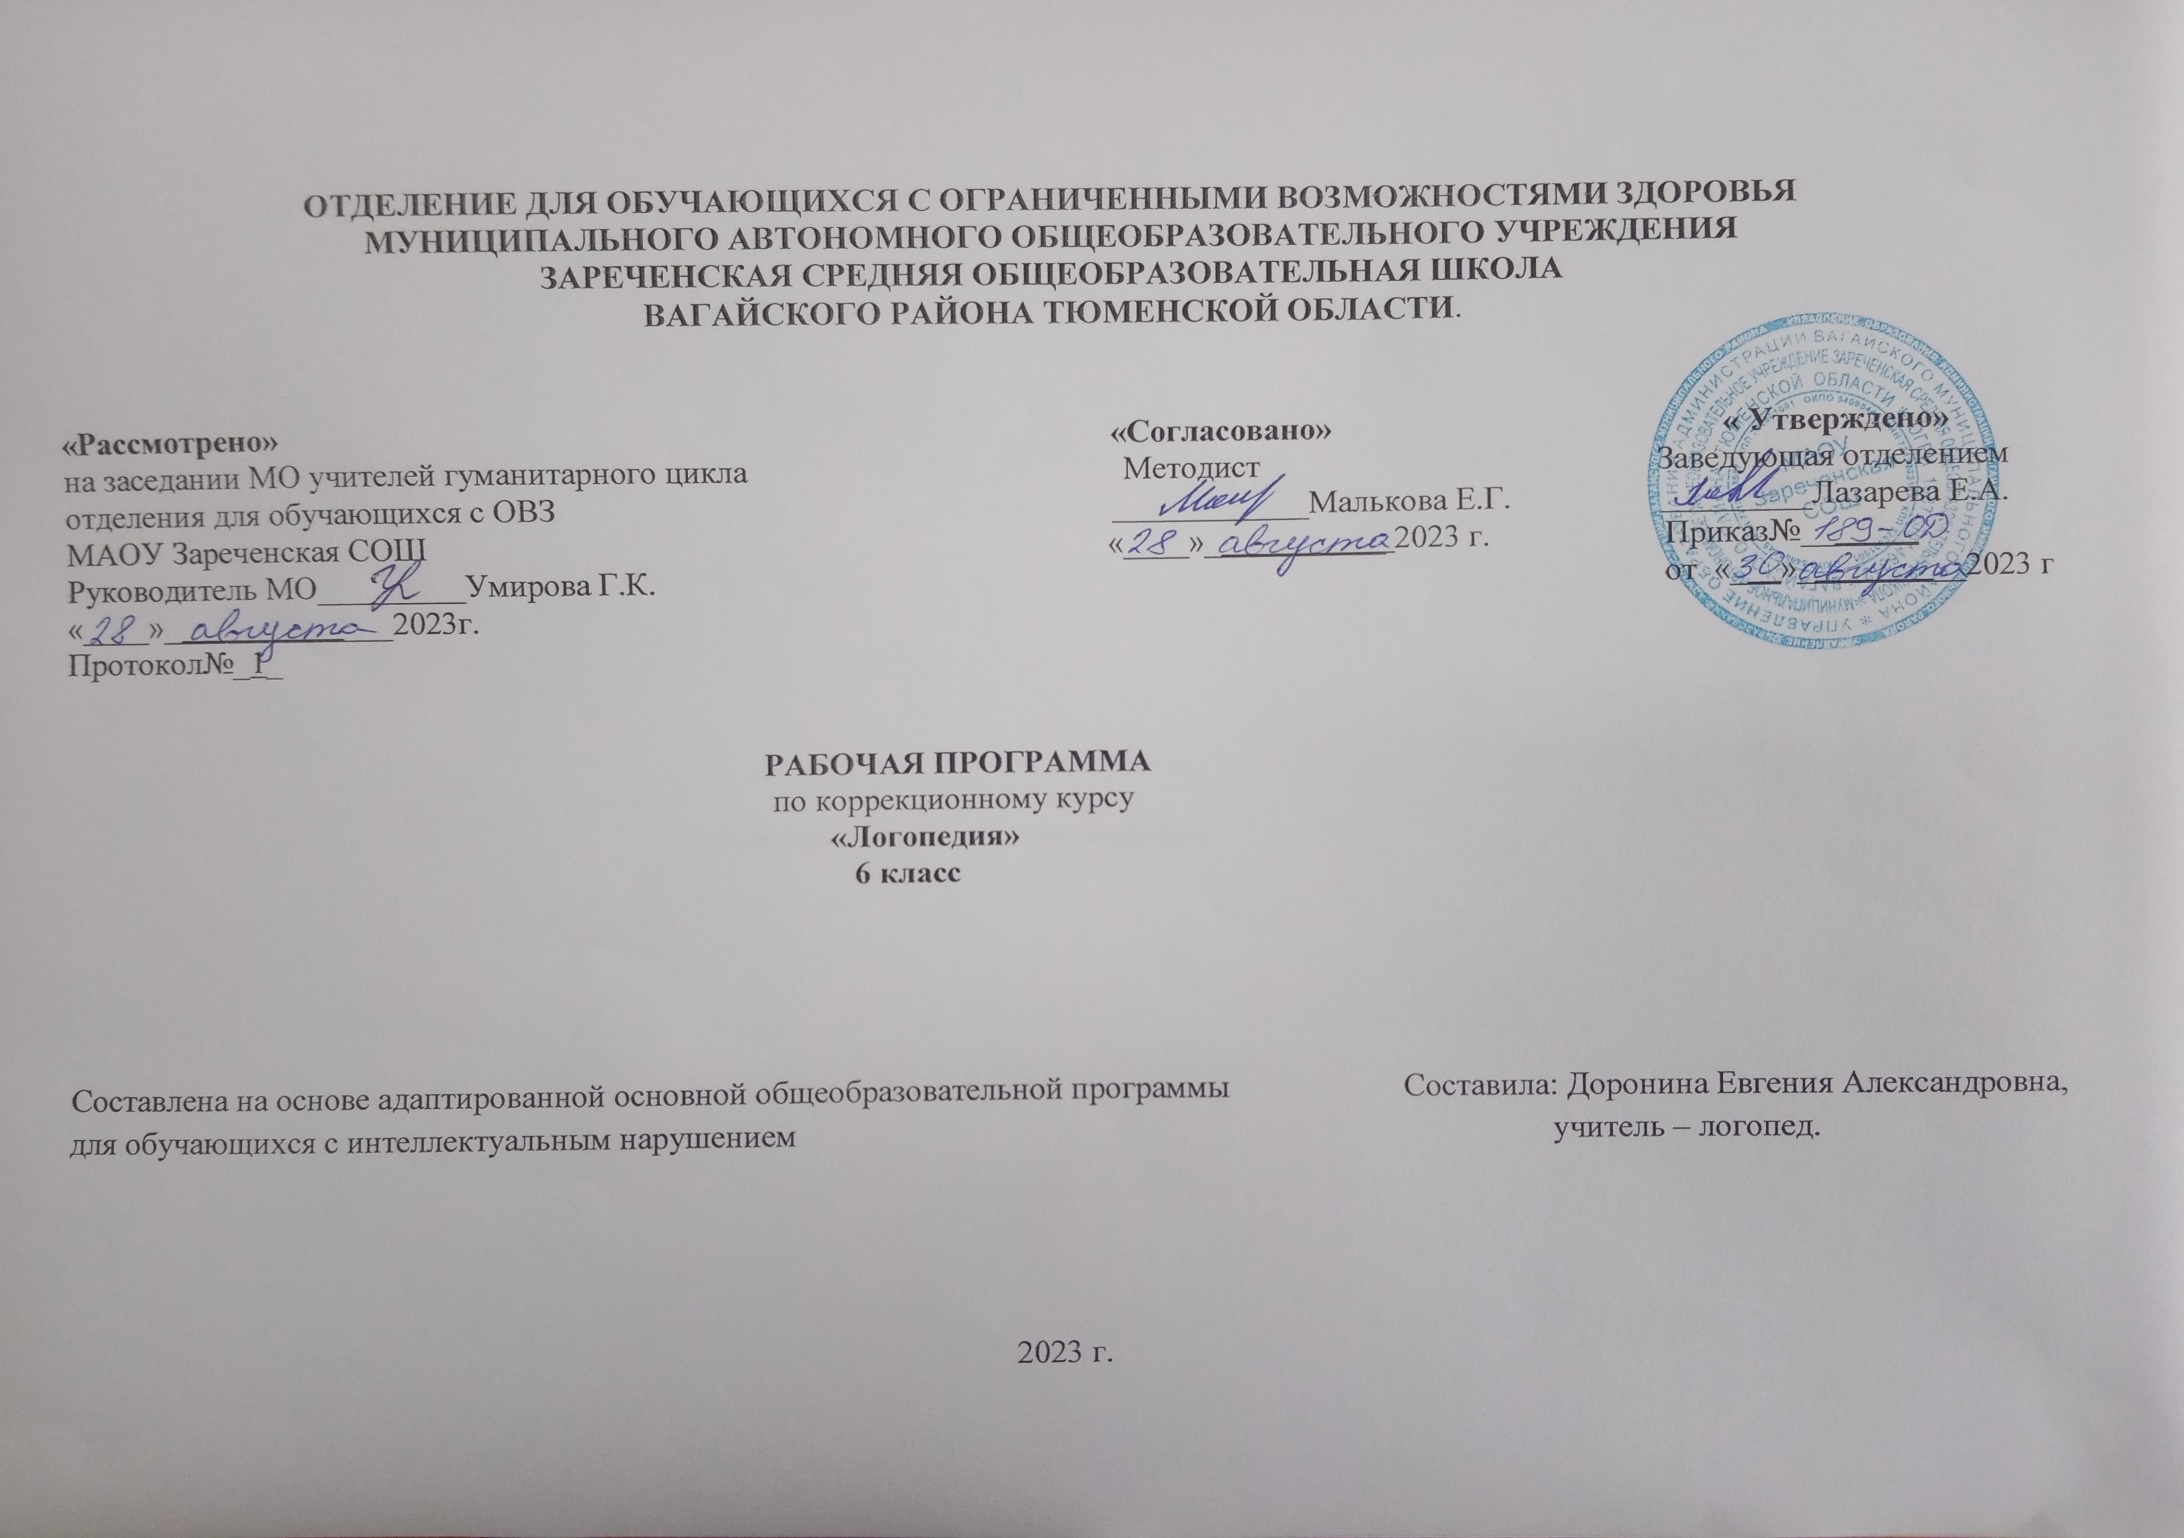 ОТДЕЛЕНИЕ ДЛЯ ОБУЧАЮЩИХСЯ С ОГРАНИЧЕННЫМИ ВОЗМОЖНОСТЯМИ ЗДОРОВЬЯ
МУНИЦИПАЛЬНОГО АВТОНОМНОГО ОБЩЕОБРАЗОВАТЕЛЬНОГО УЧРЕЖДЕНИЯ
ЗАРЕЧЕНСКАЯ СРЕДНЯЯ ОБЩЕОБРАЗОВАТЕЛЬНАЯ ШКОЛА
ВАГАЙСКОГО РАЙОНА ТЮМЕНСКОЙ ОБЛАСТИ.
«Рассмотрено»
на заседании МО учителей гуманитарного цикла
отделения для обучающихся с ОВЗ
МАОУ Зареченская СОШ
Руководитель МО Умирова Г.К.
«28» августа 2023г.
Протокол№ 1
«Согласовано»
Методист
Малькова Е.Г.
«28» августа 2023 г.
« Утверждено»
Заведующая отделением
Лазарева Е.А.
Приказ№ 189-ОД
от «30» августа 2023 г
РАБОЧАЯ ПРОГРАММА
по коррекционному курсу
«Логопедия»
6 класс
Составлена на основе адаптированной основной общеобразовательной программы
для обучающихся с интеллектуальным нарушением
Составила: Доронина Евгения Александровна,
учитель – логопед.
2023 г.